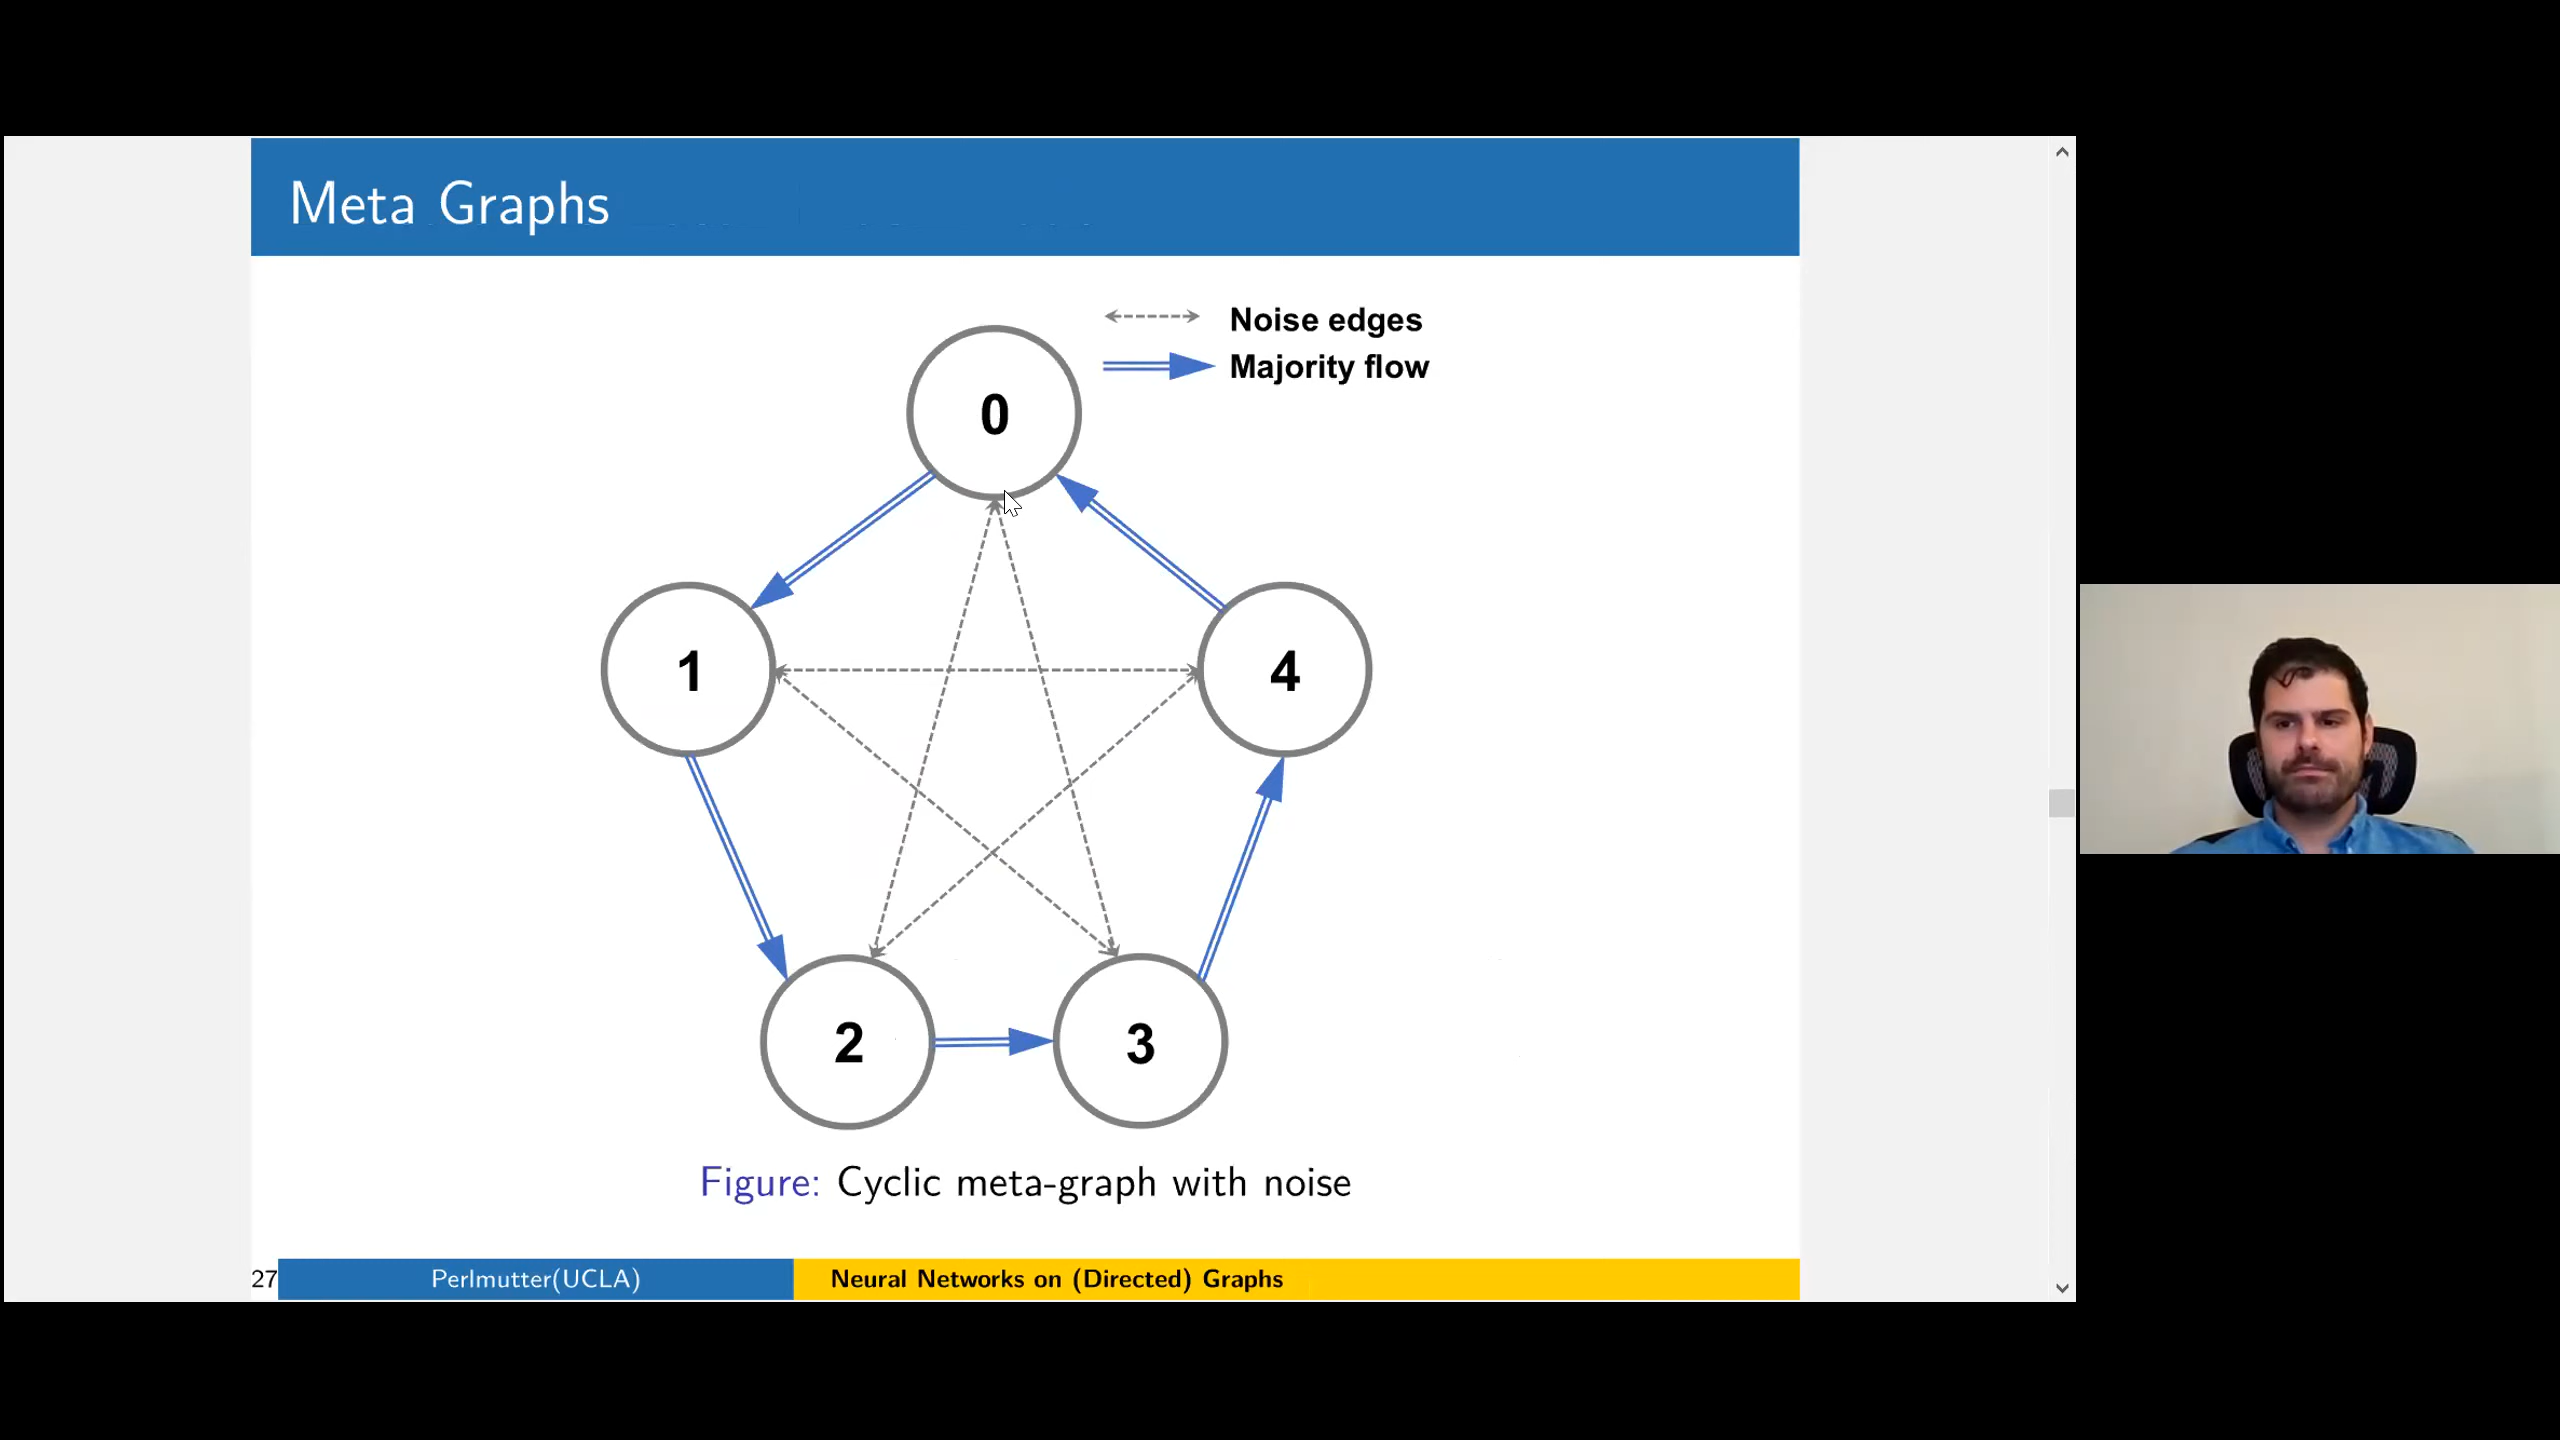 Meta Graphs
Noise edges
Majority flow
0
1
4
2
3
Figure: Cyclic meta-graph with noise
27 Perlmutter(UCLA) Neural Networks on (Directed) Graphs